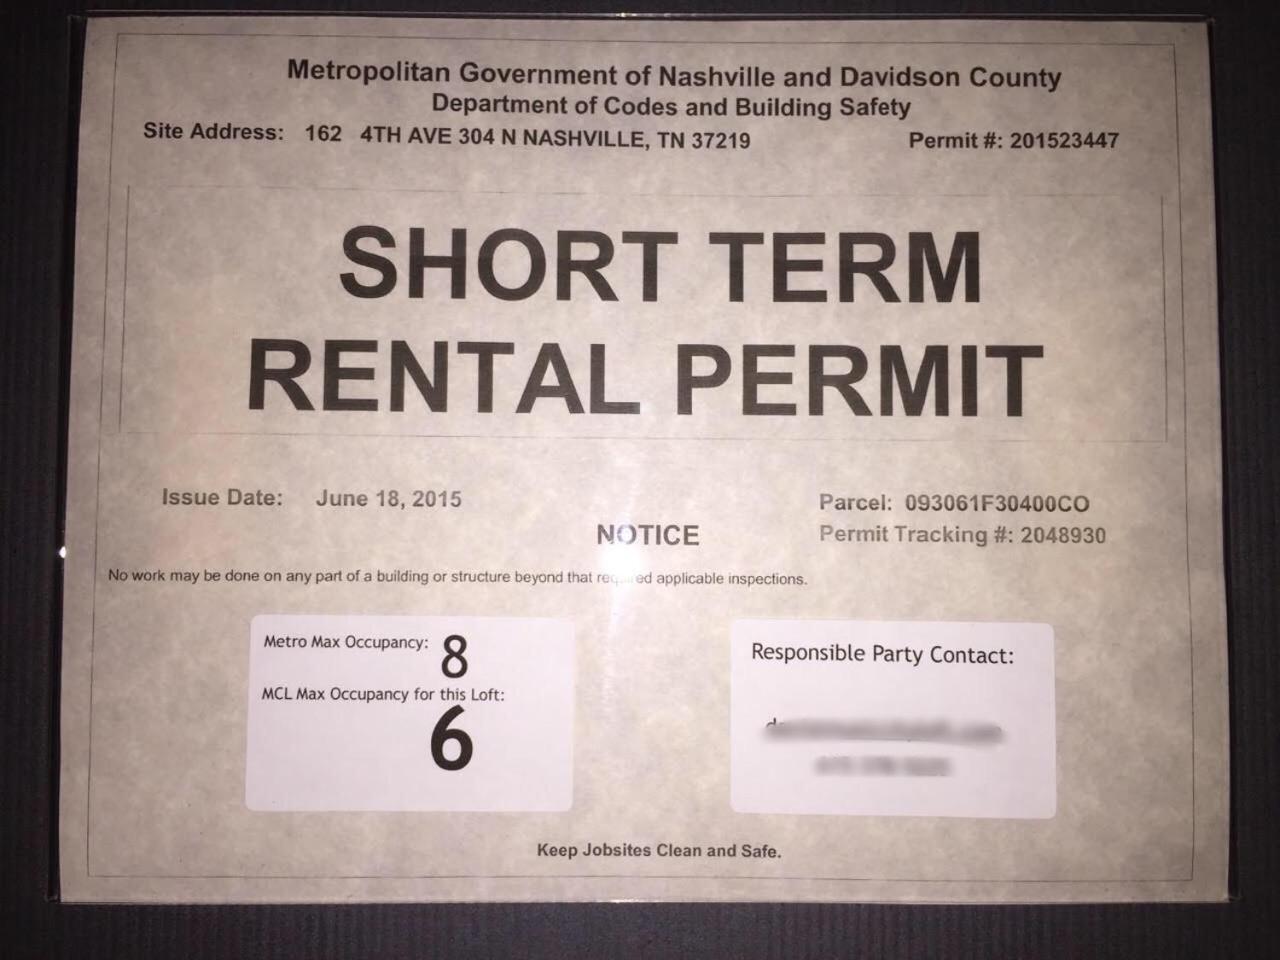 Metropolitan Government of Nashville and Davidson County
Department of Codes and Building Safety
Site Address: 162 4TH AVE 304 N NASHVILLE, TN 37219 Permit #: 201523447
SHORT TERM
RENTAL PERMIT
Issue Date: June 18, 2015
Parcel: 093061F30400CO
NOTICE
Permit Tracking #: 2048930
No work may be done on any part of a building or structure beyond that required applicable inspections.
Metro Max Occupancy: 8
MCL Max Occupancy for this Loft:
6
Responsible Party Contact:
Keep Jobsites Clean and Safe.